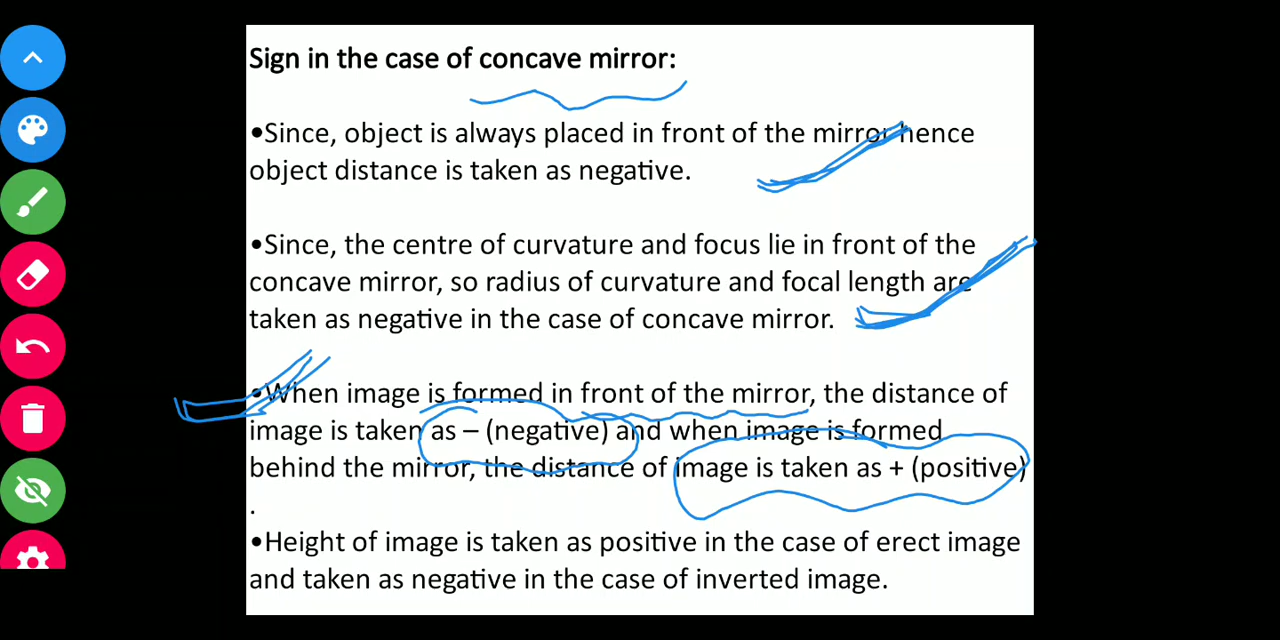 Sign in the case of concave mirror:
•Since, object is always placed in front of the mirror hence
object distance is taken as negative.
•Since, the centre of curvature and focus lie in front of the
concave mirror, so radius of curvature and focal length are
taken as negative in the case of concave mirror.
•When image is formed in front of the mirror, the distance of
image is taken as – (negative) and when image is formed
behind the mirror, the distance of image is taken as + (positive)
.
•Height of image is taken as positive in the case of erect image
and taken as negative in the case of inverted image.